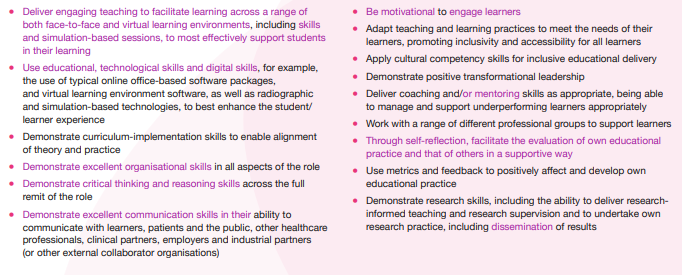 • Deliver engaging teaching to facilitate learning across a range of
both face-to-face and virtual learning environments, including skills
and simulation-based sessions, to most effectively support students
in their learning
• Use educational, technological skills and digital skills, for example,
the use of typical online office-based software packages,
and virtual learning environment software, as well as radiographic
and simulation-based technologies, to best enhance the student/
learner experience
• Demonstrate curriculum-implementation skills to enable alignment
of theory and practice
• Demonstrate excellent organisational skills in all aspects of the role
• Demonstrate critical thinking and reasoning skills across the full
remit of the role
• Demonstrate excellent communication skills in their ability to
communicate with learners, patients and the public, other healthcare
professionals, clinical partners, employers and industrial partners
(or other external collaborator organisations)
• Be motivational to engage learners
• Adapt teaching and learning practices to meet the needs of their
learners, promoting inclusivity and accessibility for all learners
• Apply cultural competency skills for inclusive educational delivery
• Demonstrate positive transformational leadership
• Deliver coaching and/or mentoring skills as appropriate, being able
to manage and support underperforming learners appropriately
• Work with a range of different professional groups to support learners
• Through self-reflection, facilitate the evaluation of own educational
practice and that of others in a supportive way
• Use metrics and feedback to positively affect and develop own
educational practice
• Demonstrate research skills, including the ability to deliver research-
informed teaching and research supervision and to undertake own
research practice, including dissemination of results